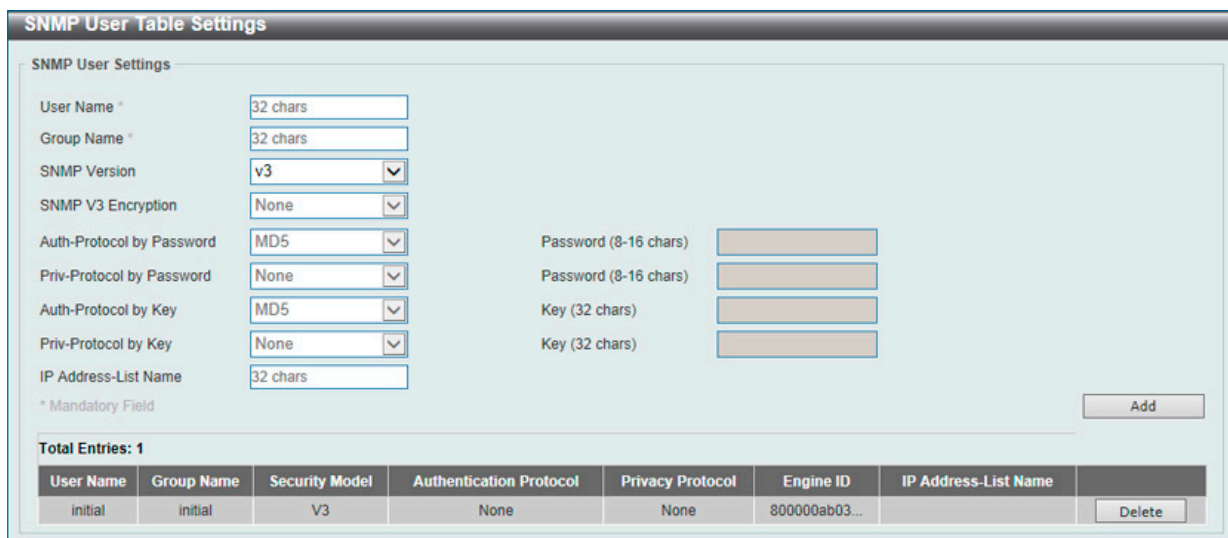 SNMP User Table Settings
SNMP User Settings
User Name * 32 chars
Group Name * 32 chars
SNMP Version v3
SNMP V3 Encryption None
Auth-Protocol by Password MD5 Password (8-16 chars)
Priv-Protocol by Password None Password (8-16 chars)
Auth-Protocol by Key MD5 Key (32 chars)
Priv-Protocol by Key None Key (32 chars)
IP Address-List Name 32 chars
* Mandatory Field Add
Total Entries: 1
User Name Group Name Security Model Authentication Protocol Privacy Protocol Engine ID IP Address-List Name
initial initial V3 None None 800000ab03... Delete